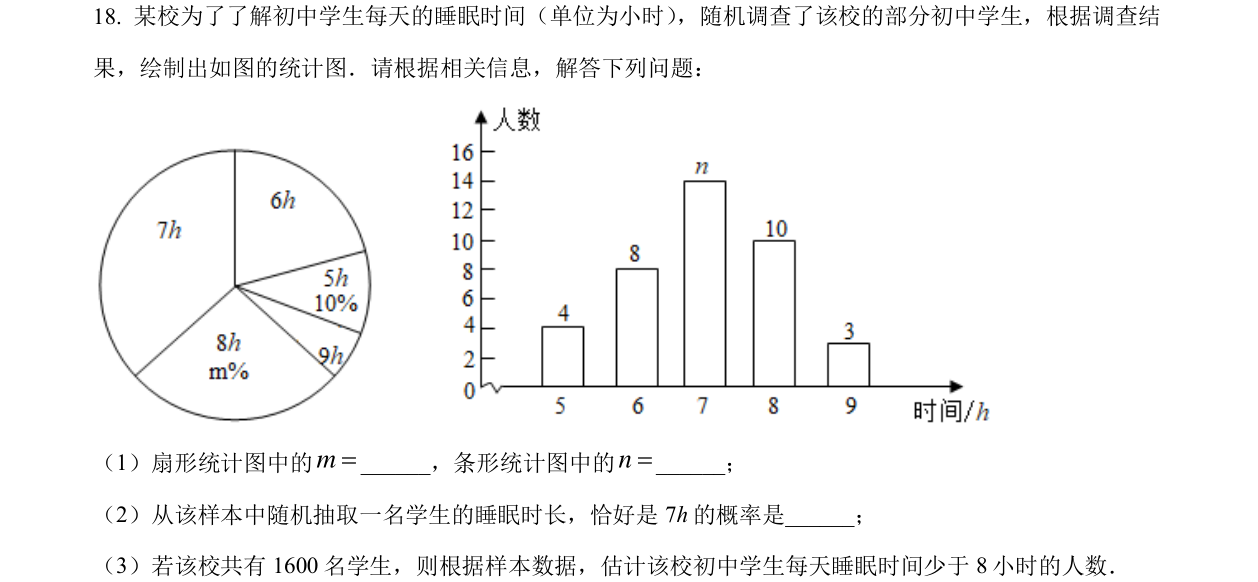 18. 某校为了了解初中学生每天的睡眠时间（单位为小时），随机调查了该校的部分初中学生，根据调查结
果，绘制出如图的统计图．请根据相关信息，解答下列问题：
6h
7h
5h
10%
8h
m%
9h
人数
16
14
12
10
8
6
4
2
0
4
8
n
10
3
5 6 7 8 9 时间/h
（1）扇形统计图中的m＝______，条形统计图中的n＝______；
（2）从该样本中随机抽取一名学生的睡眠时长，恰好是 7h 的概率是______；
（3）若该校共有 1600 名学生，则根据样本数据，估计该校初中学生每天睡眠时间少于 8 小时的人数．